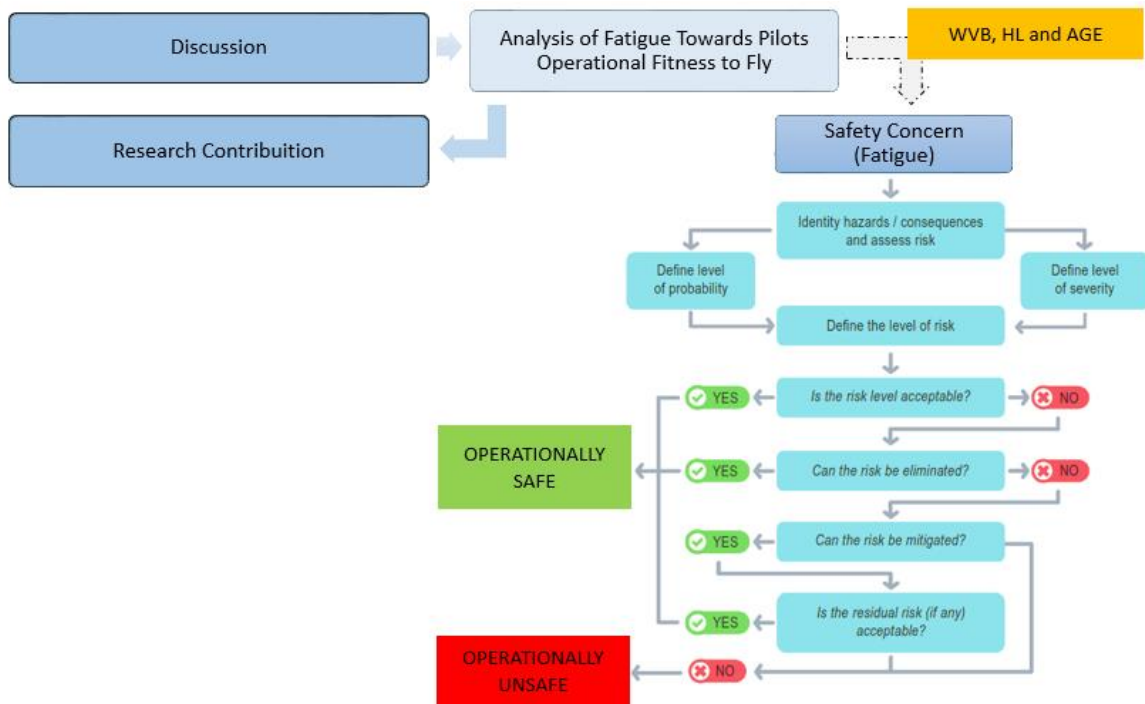 Discussion
Analysis of Fatigue Towards Pilots
Operational Fitness to Fly
WVB, HL and AGE
Research Contribuition
Safety Concern
(Fatigue)
Identity hazards / consequences
and assess risk
Define level
of probability
Define level
of severity
Define the level of risk
YES
Is the risk level acceptable?
NO
OPERATIONALLY
SAFE
YES
Can the risk be eliminated?
NO
YES
Can the risk be mitigated?
YES
Is the residual risk (if any)
acceptable?
OPERATIONALLY
UNSAFE
NO